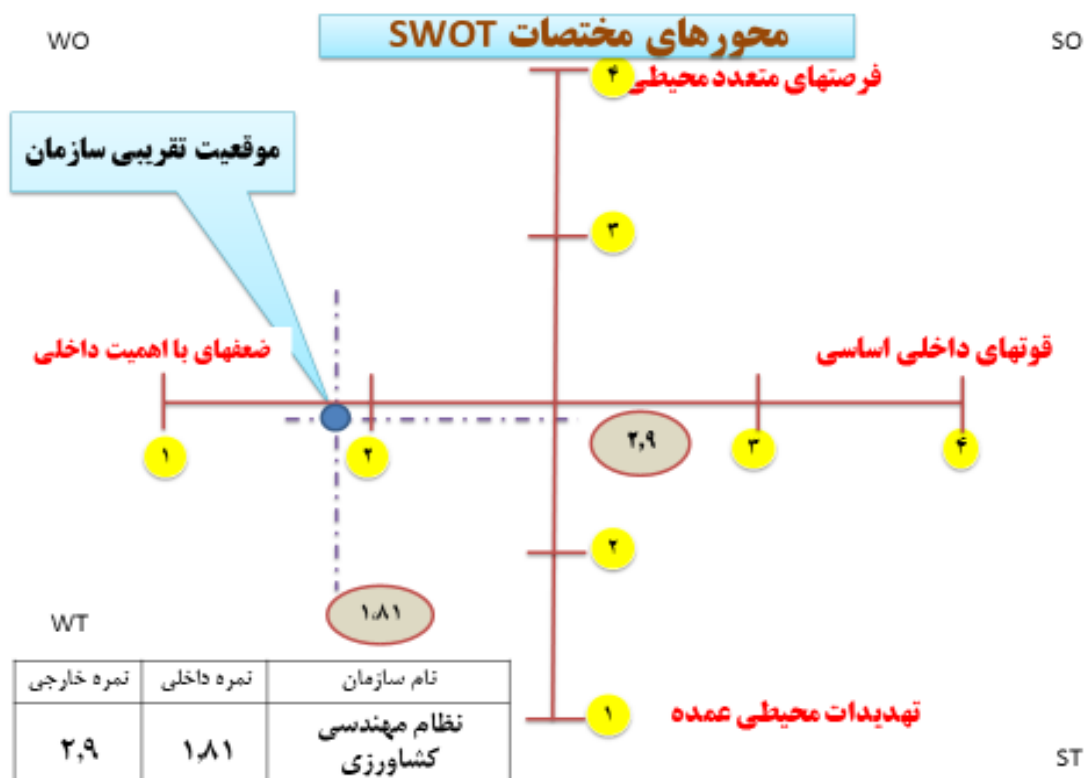 محورهای مختصات SWOT
WO
SO
۴
فرصتهای متعدد محیطی
موقعیت تقریبی سازمان
۳
ضعفهای با اهمیت داخلی
قوتهای داخلی اساسی
۱
۲
۲,۹
۳
۴
۲
۱.۸۱
WT
نام سازمان	نمره داخلی	نمره خارجی
نظام مهندسی کشاورزی	۱.۸۱	۲,۹
۱
تهدیدات محیطی عمده
ST